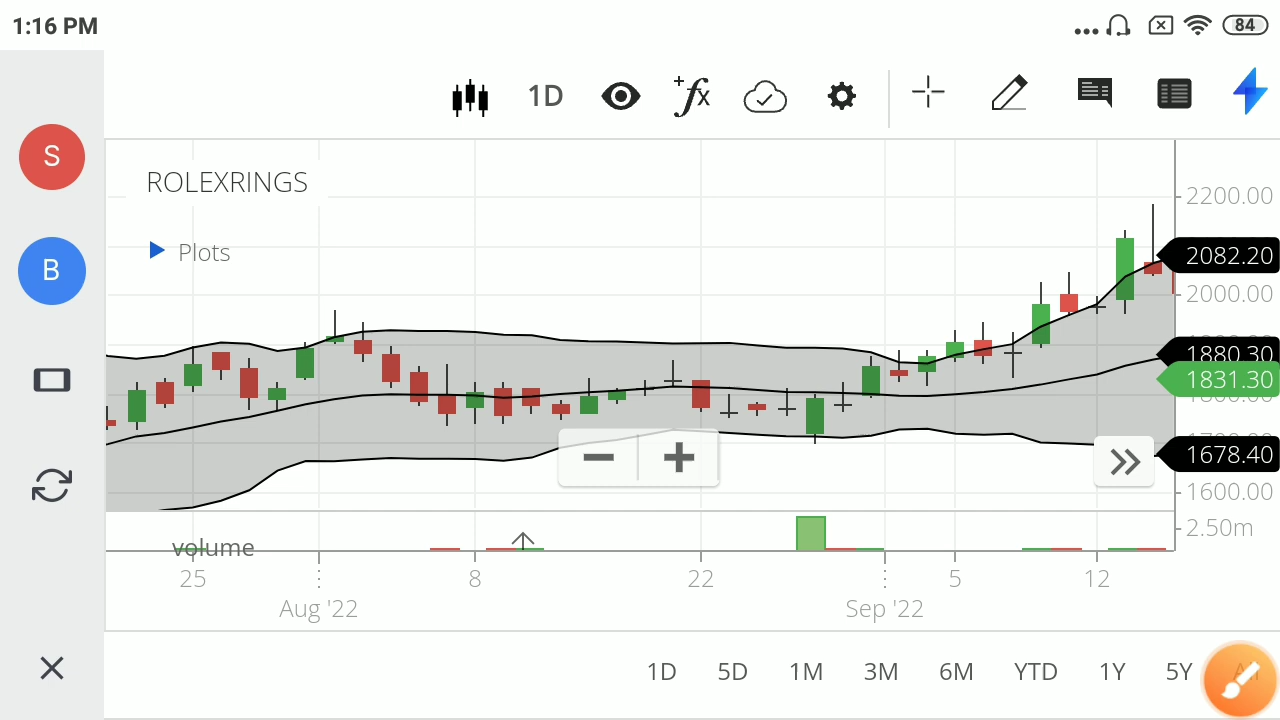 1:16 PM
84
1D
+fx
S
ROLEXRINGS
2200.00
Plots
2082.20
B
2000.00
1880.30
1831.30
1678.40
1600.00
2.50m
volume
25
8
22
5
12
Aug '22
Sep '22
1D 5D 1M 3M 6M YTD 1Y 5Y